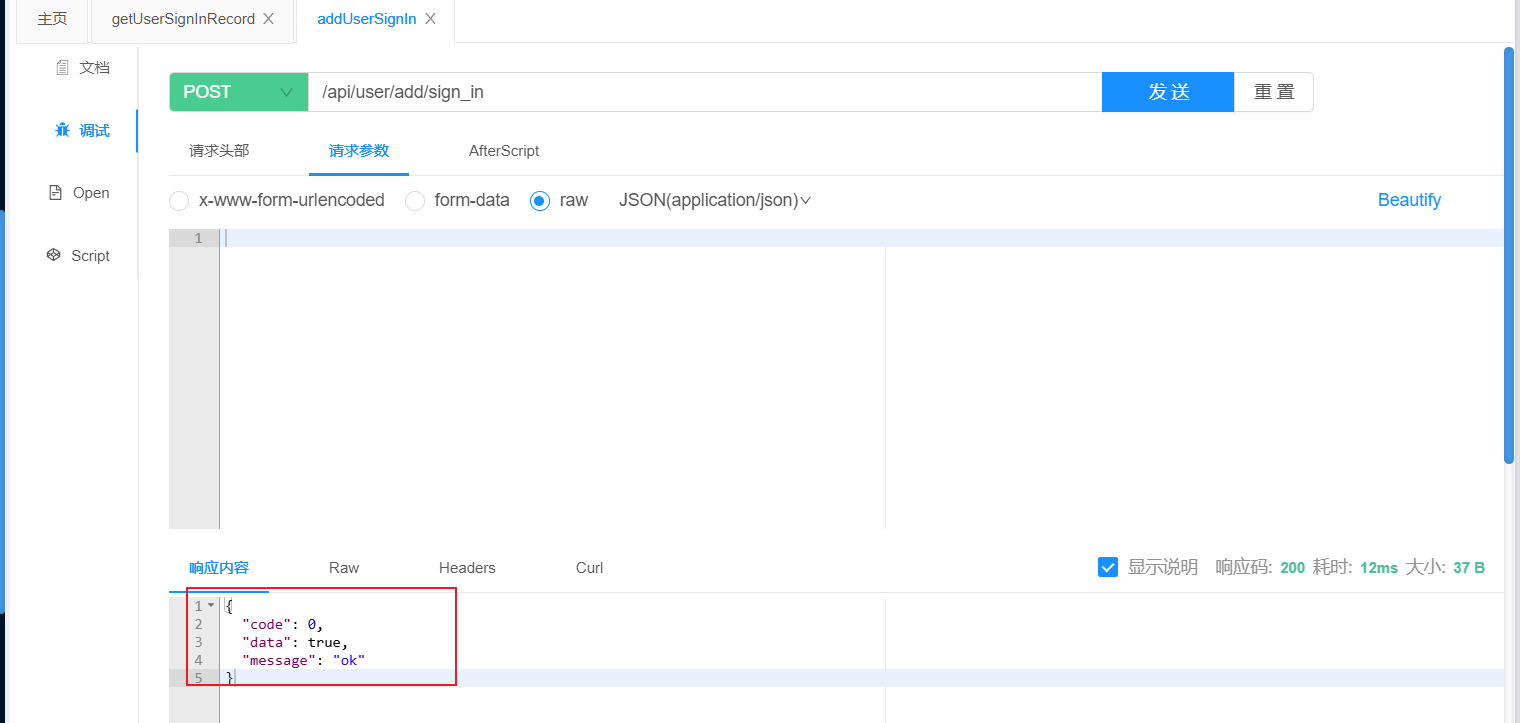 主页 getUserSignInRecord addUserSignIn
文档
调试
Open
Script
POST /api/user/add/sign_in 发 送 重 置
请求头部 请求参数 AfterScript
x-www-form-urlencoded form-data raw JSON(application/json) Beautify
1
响应内容 Raw Headers Curl 显示说明 响应码: 200 耗时: 12ms 大小: 37 B
1 {
2 "code": 0,
3 "data": true,
4 "message": "ok"
5 }